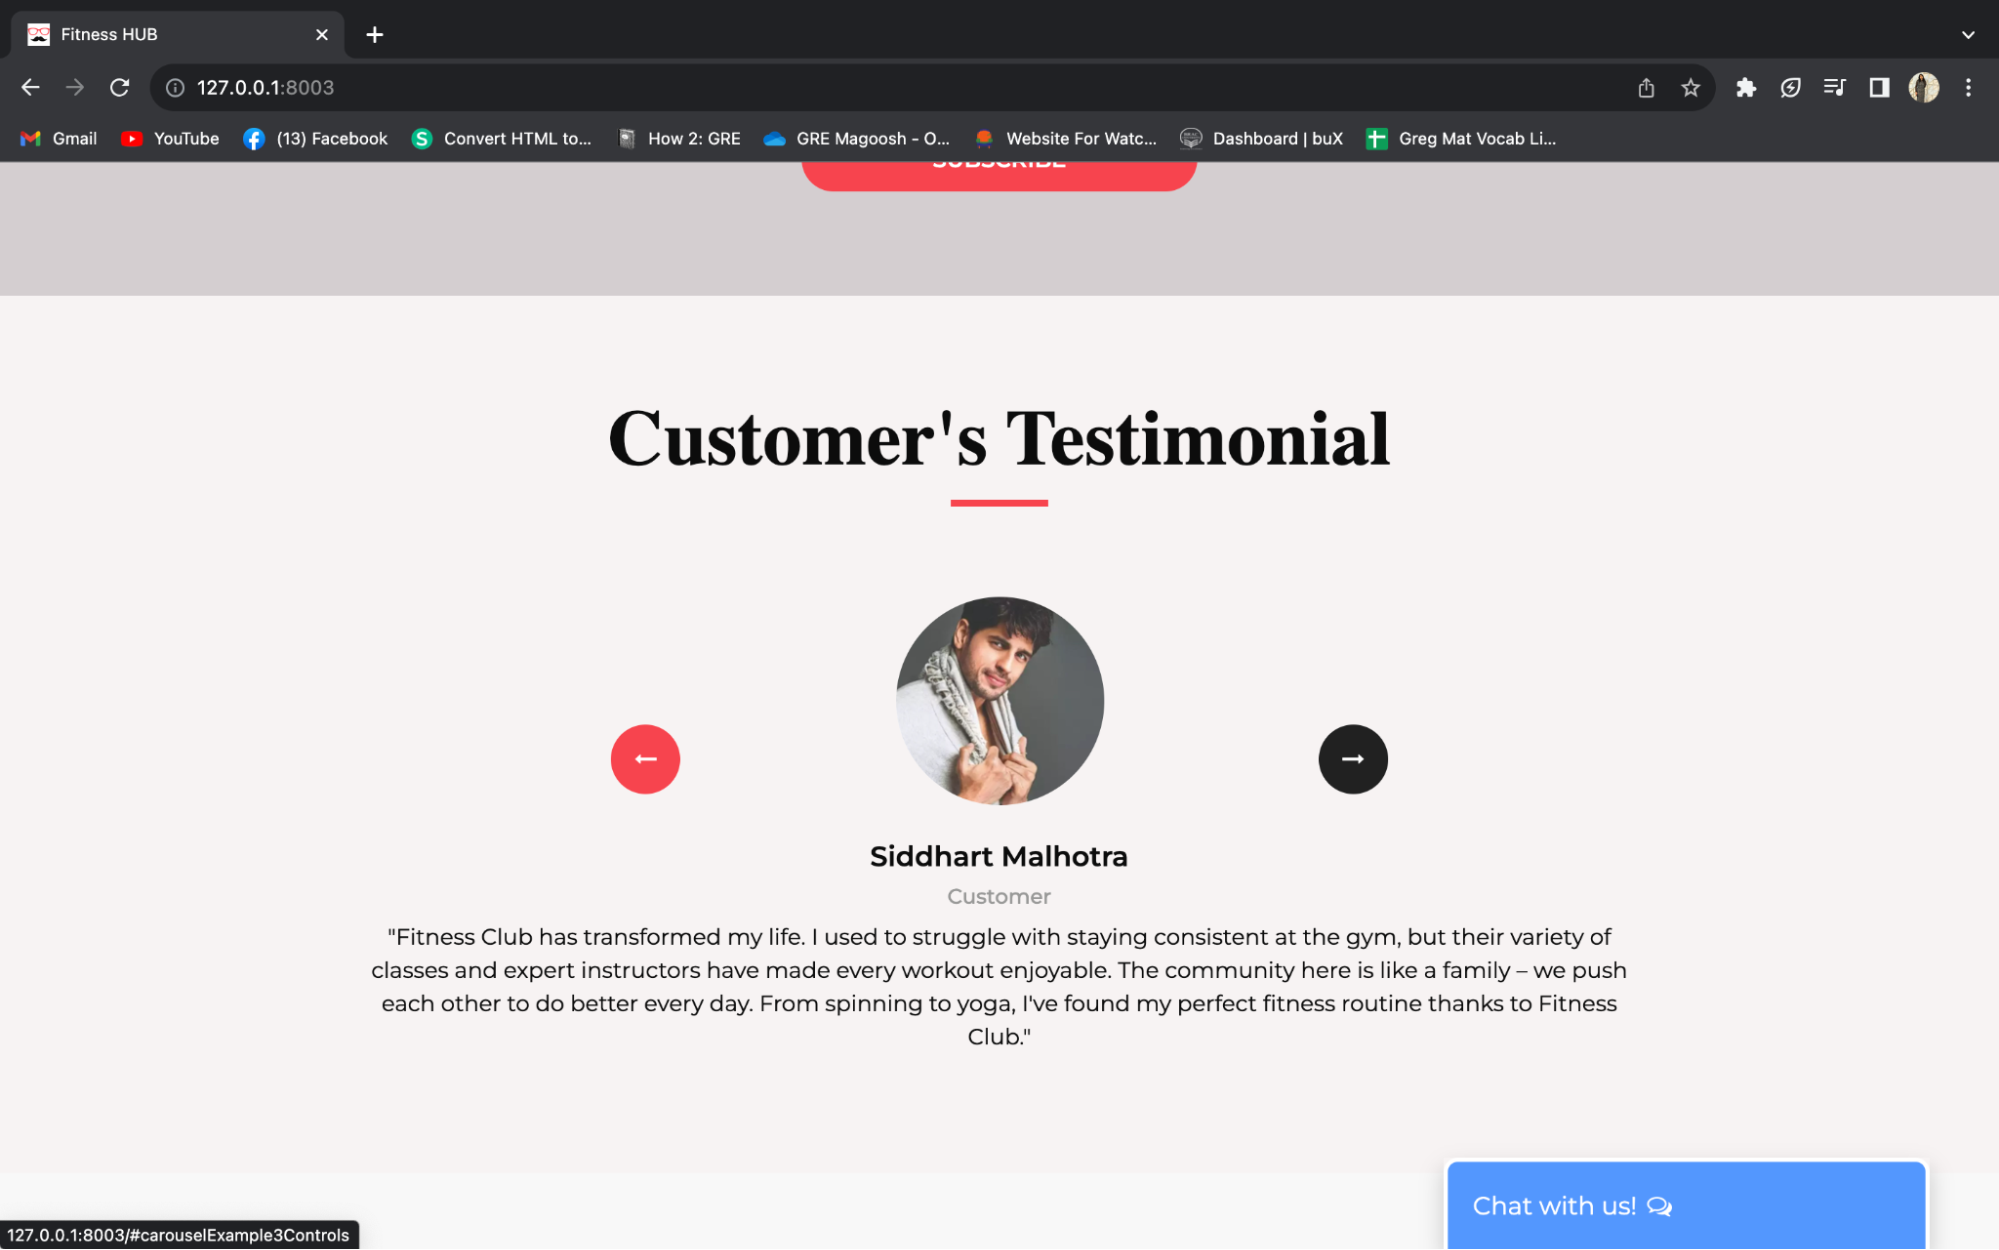 Fitness HUB
127.0.0.1:8003
Gmail YouTube (13) Facebook Convert HTML to... How 2: GRE GRE Magoosh - O... Website For Watc... Dashboard | buX Greg Mat Vocab Li...
SUBSCRIBE
Customer's Testimonial
Siddhart Malhotra
Customer
"Fitness Club has transformed my life. I used to struggle with staying consistent at the gym, but their variety of
classes and expert instructors have made every workout enjoyable. The community here is like a family – we push
each other to do better every day. From spinning to yoga, I've found my perfect fitness routine thanks to Fitness
Club."
Chat with us!
127.0.0.1:8003/#carouselExample3Controls